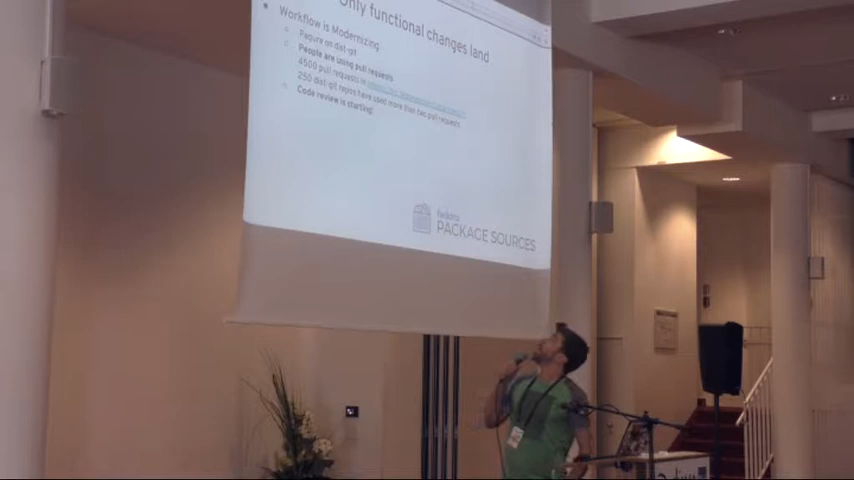 Only functional changes land
Workflow is Modernizing
Pagure on dist-git
People are using pull requests
4500 pull requests in
250 dist-git repos have used more than two pull requests
Code review is starting!
fedora
PACKAGE SOURCES